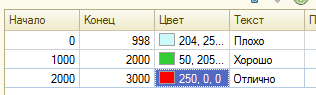 Начало Конец Цвет Текст П
0 998 204, 25... Плохо
1000 2000 50, 205... Хорошо
2000 3000 250, 0, 0 Отлично